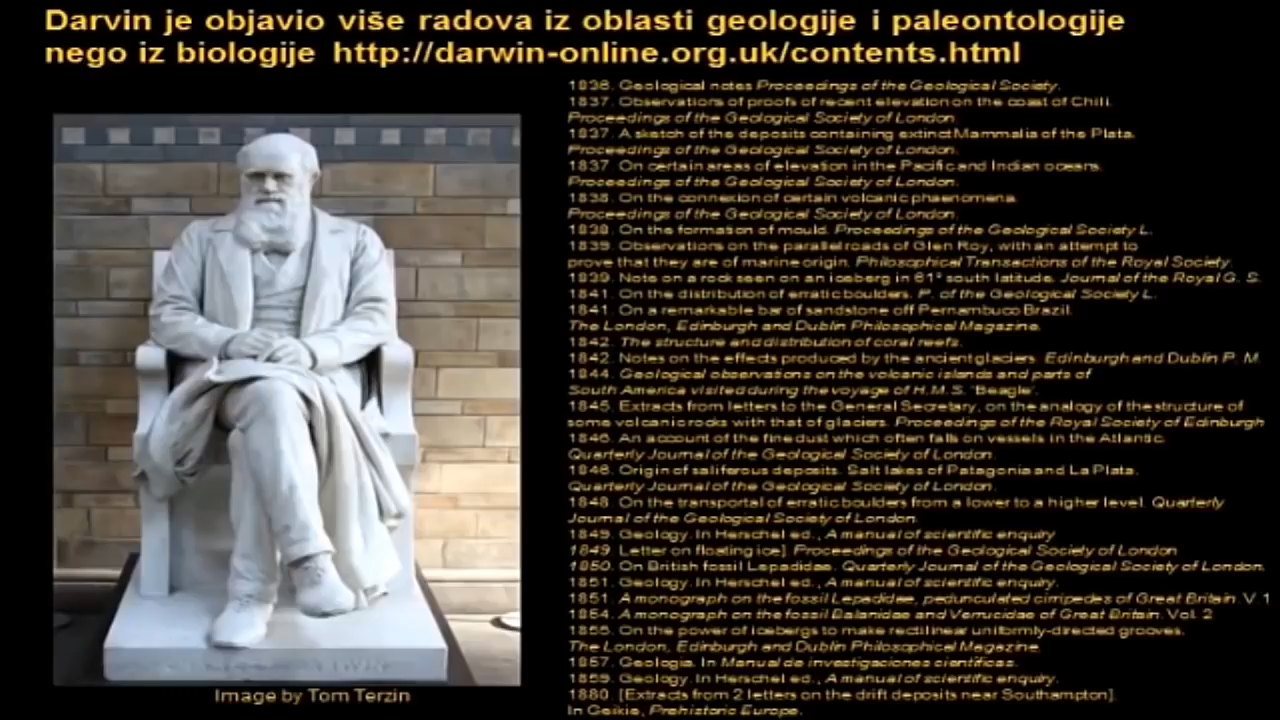 Darvin je objavio više radova iz oblasti geologije i paleontologije
nego iz biologije http://darwin-online.org.uk/contents.html
1836. Geological notes Proceedings of the Geological Society.
1837. Observations of proofs of recent elevation on the coast of Chili.
Proceedings of the Geological Society of London.
1837. A sketch of the deposits containing extinct Mammalia of the Plata.
Proceedings of the Geological Society of London.
1837. On certain areas of elevation in the Pacific and Indian oceans.
Proceedings of the Geological Society of London.
1838. On the connexion of certain volcanic phaenomena.
Proceedings of the Geological Society of London.
1838. On the formation of mould. Proceedings of the Geological Society L.
1839. Observations on the parallel roads of Glen Roy, with an attempt to
prove that they are of marine origin. Philosophical Transactions of the Royal Society.
1839. Note on a rock seen on an iceberg in 61° south latitude. Journal of the Royal G. S.
1841. On the distribution of erratic boulders. P. of the Geological Society L.
1841. On a remarkable bar of sandstone off Pernambuco Brazil.
The London, Edinburgh and Dublin Philosophical Magazine.
1842. The structure and distribution of coral reefs.
1842. Notes on the effects produced by the ancient glaciers. Edinburgh and Dublin P. M.
1844. Geological observations on the volcanic islands and parts of
South America visited during the voyage of H.M.S. "Beagle'.
1845. Extracts from letters to the General Secretary, on the analogy of the structure of
some volcanic rocks with that of glaciers. Proceedings of the Royal Society of Edinburgh
1846. An account of the fine dust which often falls on vessels in the Atlantic.
Quarterly Journal of the Geological Society of London.
1846. Origin of saliferous deposits. Salt lakes of Patagonia and La Plata.
Quarterly Journal of the Geological Society of London.
1848. On the transportal of erratic boulders from a lower to a higher level. Quarterly
Journal of the Geological Society of London.
1849. Geology. In Herschel ed., A manual of scientific enquiry
1849. Letter on floating ice]. Proceedings of the Geological Society of London
1850. On British fossil Lepadidae. Quarterly Journal of the Geological Society of London.
1851. Geology. In Herschel ed., A manual of scientific enquiry.
1851. A monograph on the fossil Lepadidae, pedunculated cirripedes of Great Britain. V. 1
1854. A monograph on the fossil Balanidae and Verrucidae of Great Britain. Vol. 2
1855. On the power of icebergs to make rectilinear uniformly-directed grooves.
The London, Edinburgh and Dublin Philosophical Magazine.
1857. Geologia. In Manual de investigaciones científicas.
1859. Geology. In Herschel ed., A manual of scientific enquiry.
1880. [Extracts from 2 letters on the drift deposits near Southampton].
In Geikie, Prehistoric Europe.
Image by Tom Terzin